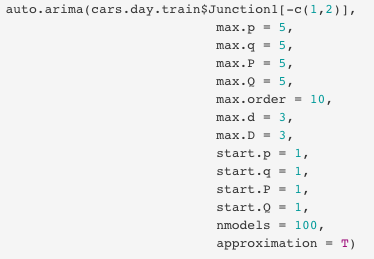 auto.arima(cars.day.train$Junction1[-c(1,2)],
max.p = 5,
max.q = 5,
max.P = 5,
max.Q = 5,
max.order = 10,
max.d = 3,
max.D = 3,
start.p = 1,
start.q = 1,
start.P = 1,
start.Q = 1,
nmodels = 100,
approximation = T)